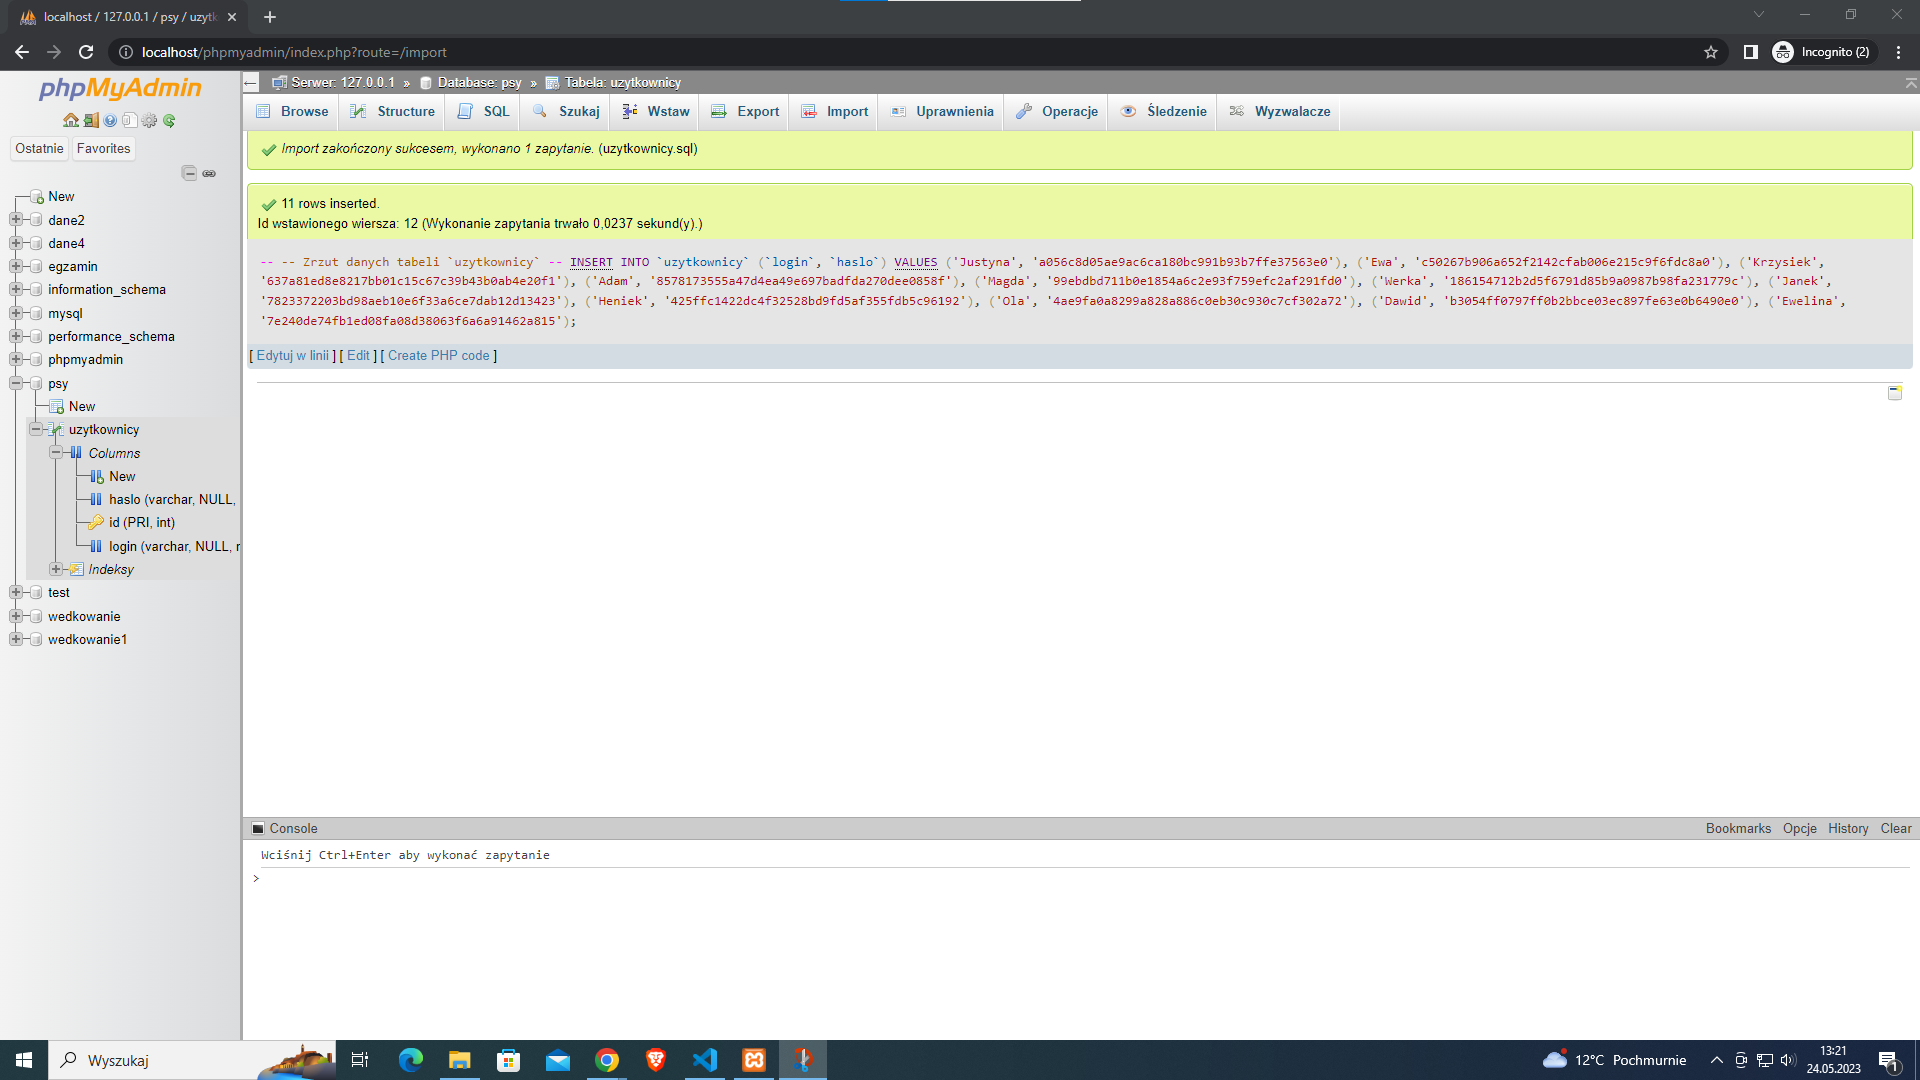 localhost / 127.0.0.1 / psy / uzytk
localhost/phpmyadmin/index.php?route=/import
Incognito (2)
phpMyAdmin
Ostatnie
Favorites
New
dane2
dane4
egzamin
information_schema
mysql
performance_schema
phpmyadmin
psy
New
uzytkownicy
Columns
New
haslo (varchar, NULL,
id (PRI, int)
login (varchar, NULL, r
Indeksy
test
wedkowanie
wedkowanie1
Serwer: 127.0.0.1 » Database: psy » Tabela: uzytkownicy
Browse Structure SQL Szukaj Wstaw Export Import Uprawnienia Operacje Śledzenie Wyzwalacze
Import zakończony sukcesem, wykonano 1 zapytanie. (uzytkownicy.sql)
11 rows inserted.
Id wstawionego wiersza: 12 (Wykonanie zapytania trwało 0,0237 sekund(y).)
-- -- Zrzut danych tabeli `uzytkownicy` -- INSERT INTO `uzytkownicy` (`login`, `haslo`) VALUES ('Justyna', 'a056c8d05ae9ac6ca180bc991b93b7ffe37563e0'), ('Ewa', 'c50267b906a652f2142cfab006e215c9f6fdc8a0'), ('Krzysiek',
'637a81ed8e8217bb01c15c67c39b43b0ab4e20f1'), ('Adam', '8578173555a47d4ea49e697badfda270dee0858f'), ('Magda', '99ebdbd711b0e1854a6c2e93f759efc2af291fd0'), ('Werka', '186154712b2d5f6791d85b9a0987b98fa231779c'), ('Janek',
'7823372203bd98aeb10e6f33a6ce7dab12d13423'), ('Heniek', '425ffc1422dc4f32528bd9fd5af355fdb5c96192'), ('Ola', '4ae9fa0a8299a828a886c0eb30c930c7cf302a72'), ('Dawid', 'b3054ff0797ff0b2bbce03ec897fe63e0b6490e0'), ('Ewelina',
'7e240de74fb1ed08fa08d38063f6a6a91462a815');
[ Edytuj w linii ] [ Edit ] [ Create PHP code ]
Console
Bookmarks Opcje History Clear
Wciśnij Ctrl+Enter aby wykonać zapytanie
>
Wyszukaj
12°C Pochmurnie
13:21
24.05.2023
1